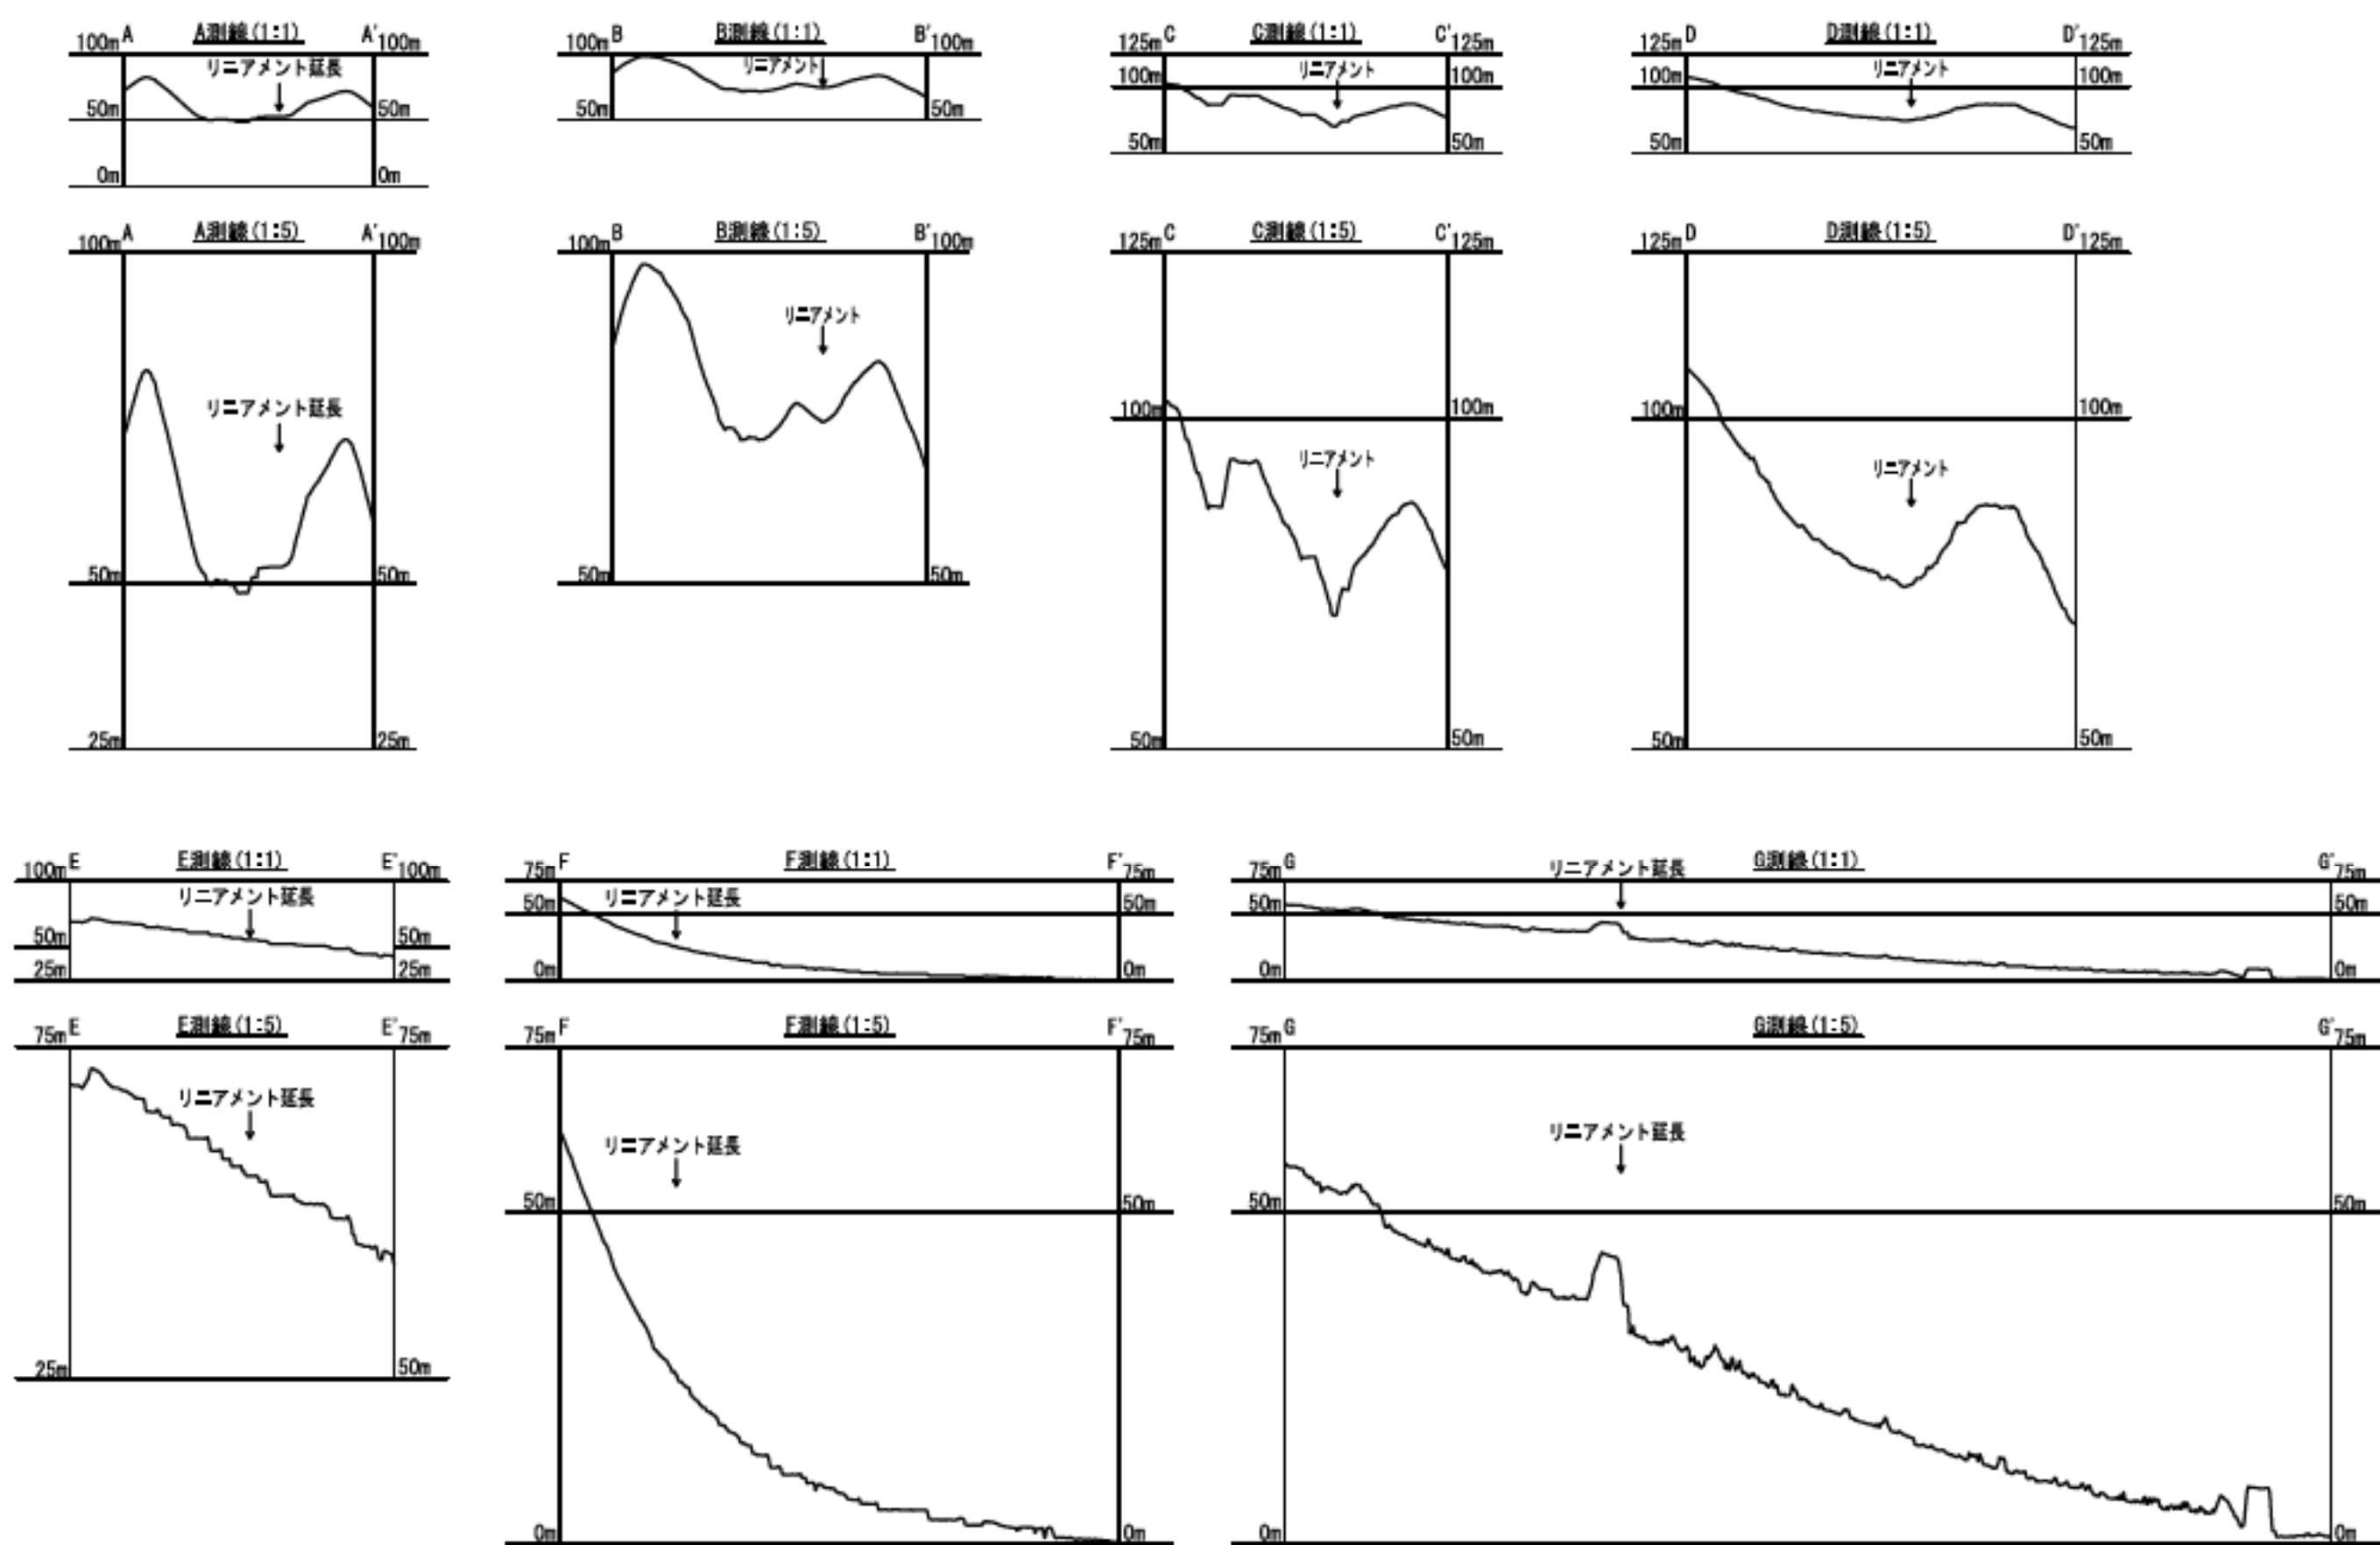 100m A A測線(1:1) A' 100m
リニアメント延長
50m 50m
0m 0m
100m B B測線(1:1) B' 100m
リニアメント
50m 50m
125m C C測線(1:1) C' 125m
100m リニアメント 100m
50m 50m
125m D D測線(1:1) D' 125m
100m リニアメント 100m
50m 50m
100m A A測線(1:5) A' 100m
リニアメント延長
50m 50m
25m 25m
100m B B測線(1:5) B' 100m
リニアメント
50m 50m
125m C C測線(1:5) C' 125m
100m 100m
リニアメント
50m 50m
125m D D測線(1:5) D' 125m
100m 100m
リニアメント
50m 50m
100m E E測線(1:1) E' 100m
リニアメント延長
50m 50m
25m 25m
75m F F測線(1:1) F' 75m
50m リニアメント延長 50m
0m 0m
75m G リニアメント延長 G測線(1:1) G' 75m
50m 50m
0m 0m
75m E E測線(1:5) E' 75m
リニアメント延長
25m 50m
75m F F測線(1:5) F' 75m
リニアメント延長
50m 50m
0m 0m
75m G G測線(1:5) G' 75m
リニアメント延長
50m 50m
0m 0m